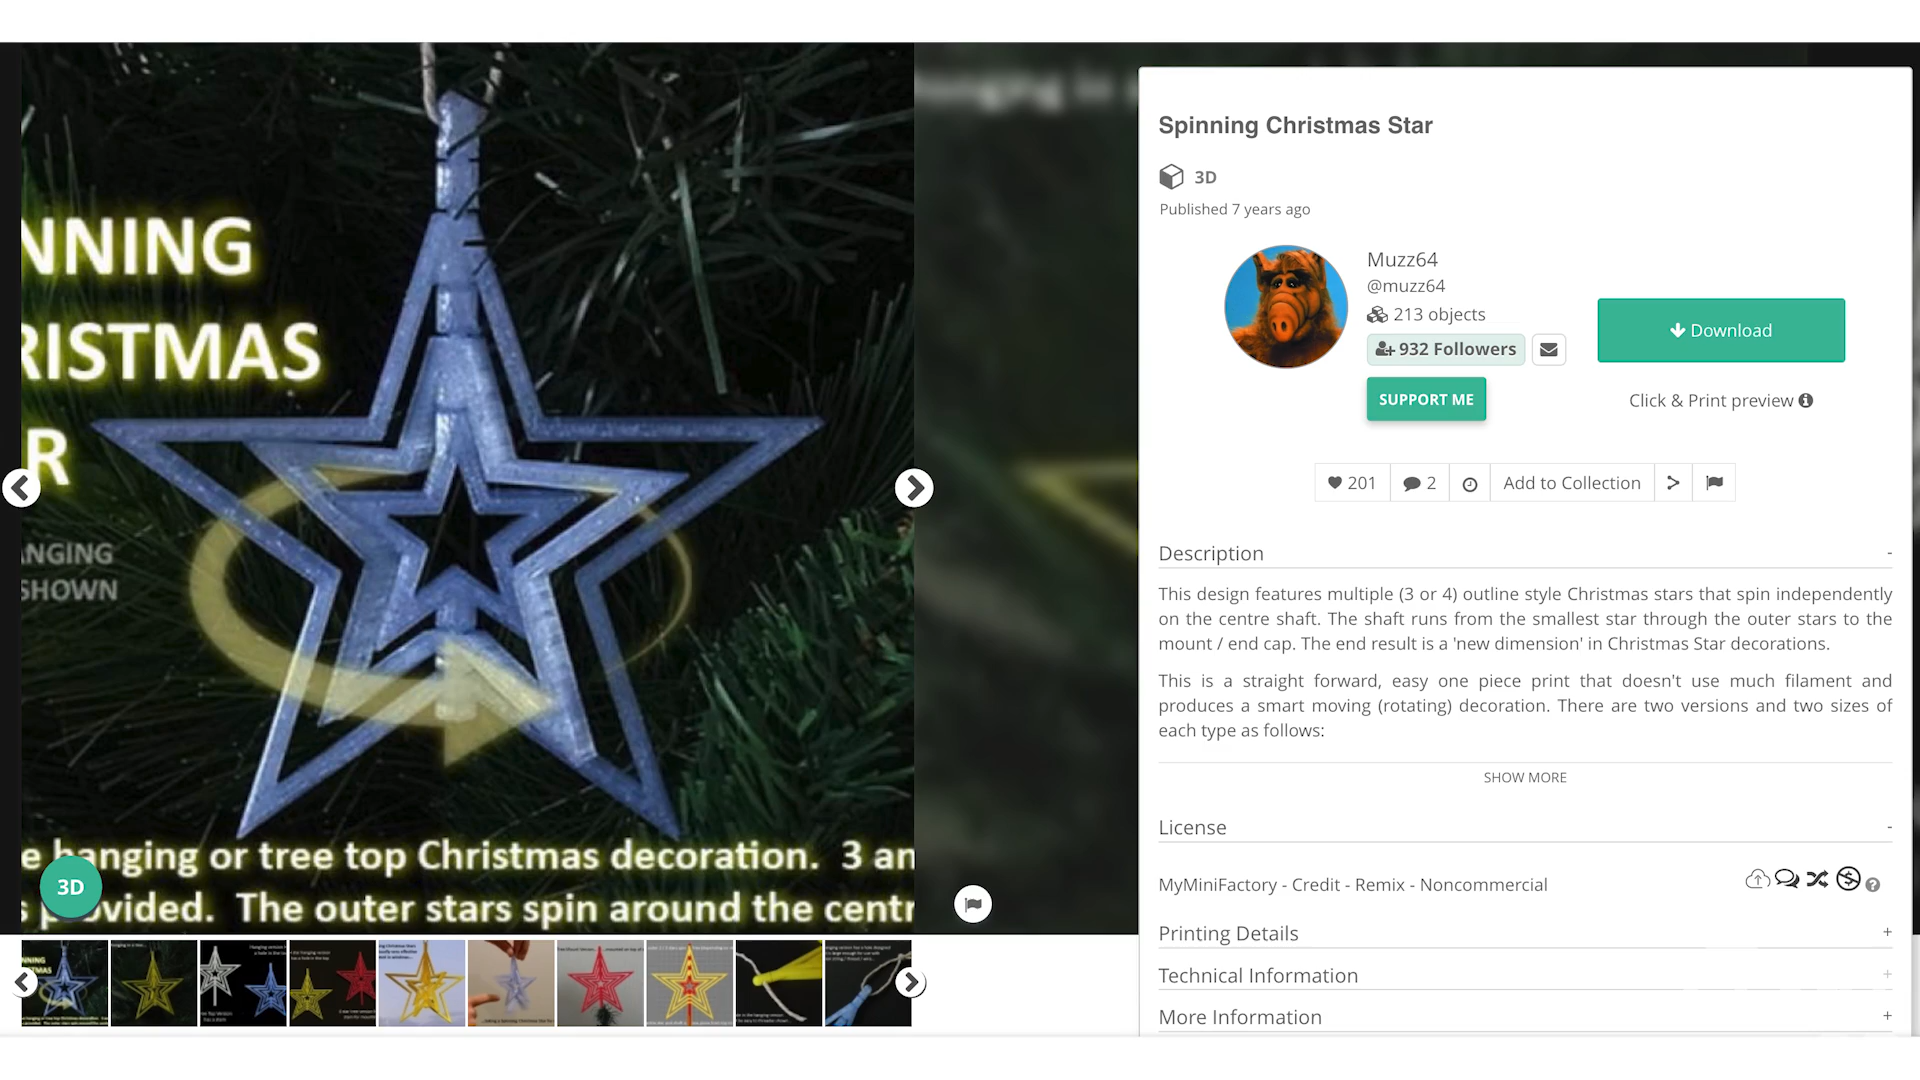 NNING
RISTMAS
R
ANGING
SHOWN
e hanging or tree top Christmas decoration. 3 an
vided. The outer stars spin around the centr
3D
Spinning Christmas Star
3D
Published 7 years ago
Muzz64
@muzz64
213 objects
932 Followers
SUPPORT ME
Download
Click & Print preview
201
2
Add to Collection
Description
-
This design features multiple (3 or 4) outline style Christmas stars that spin independently
on the centre shaft. The shaft runs from the smallest star through the outer stars to the
mount / end cap. The end result is a 'new dimension' in Christmas Star decorations.
This is a straight forward, easy one piece print that doesn't use much filament and
produces a smart moving (rotating) decoration. There are two versions and two sizes of
each type as follows:
SHOW MORE
License
-
MyMiniFactory - Credit - Remix - Noncommercial
Printing Details
+
Technical Information
+
More Information
+